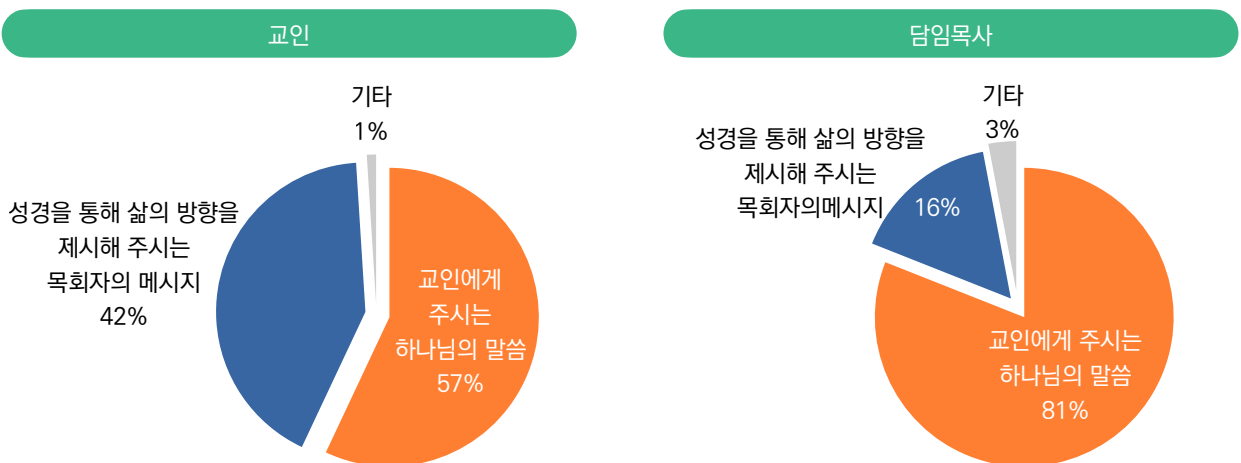 교인
기타
1%
성경을 통해 삶의 방향을
제시해 주시는
목회자의 메시지
42%
교인에게
주시는
하나님의 말씀
57%
담임목사
기타
3%
성경을 통해 삶의 방향을
제시해 주시는
목회자의메시지
16%
교인에게 주시는
하나님의 말씀
81%